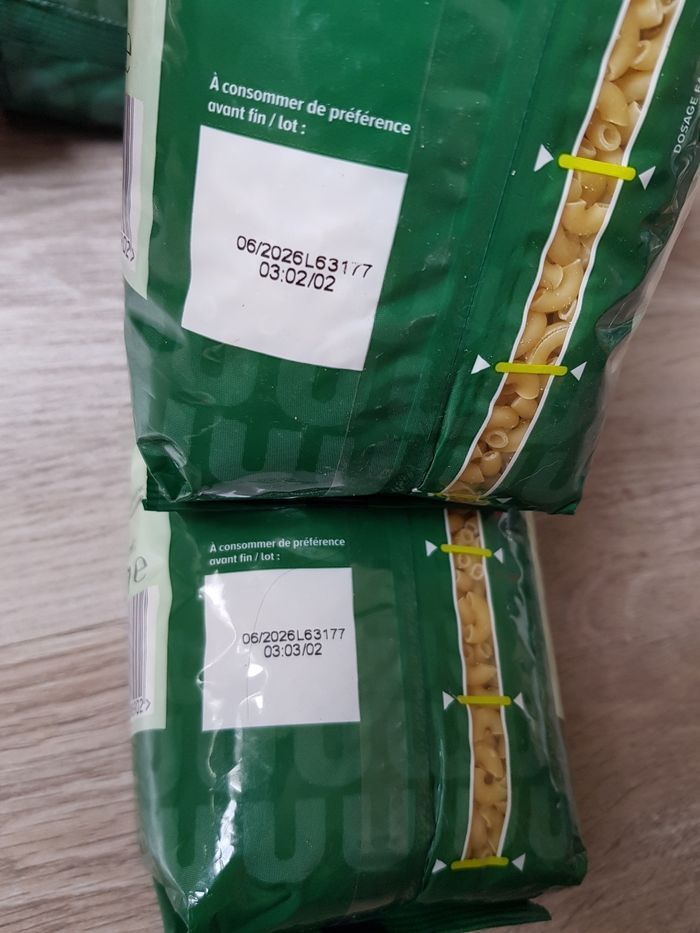 À consommer de préférence
avant fin / lot :
06/2026L63177
03:02/02
DOSAGE
À consommer de préférence
avant fin / lot :
06/2026L63177
03:03/02